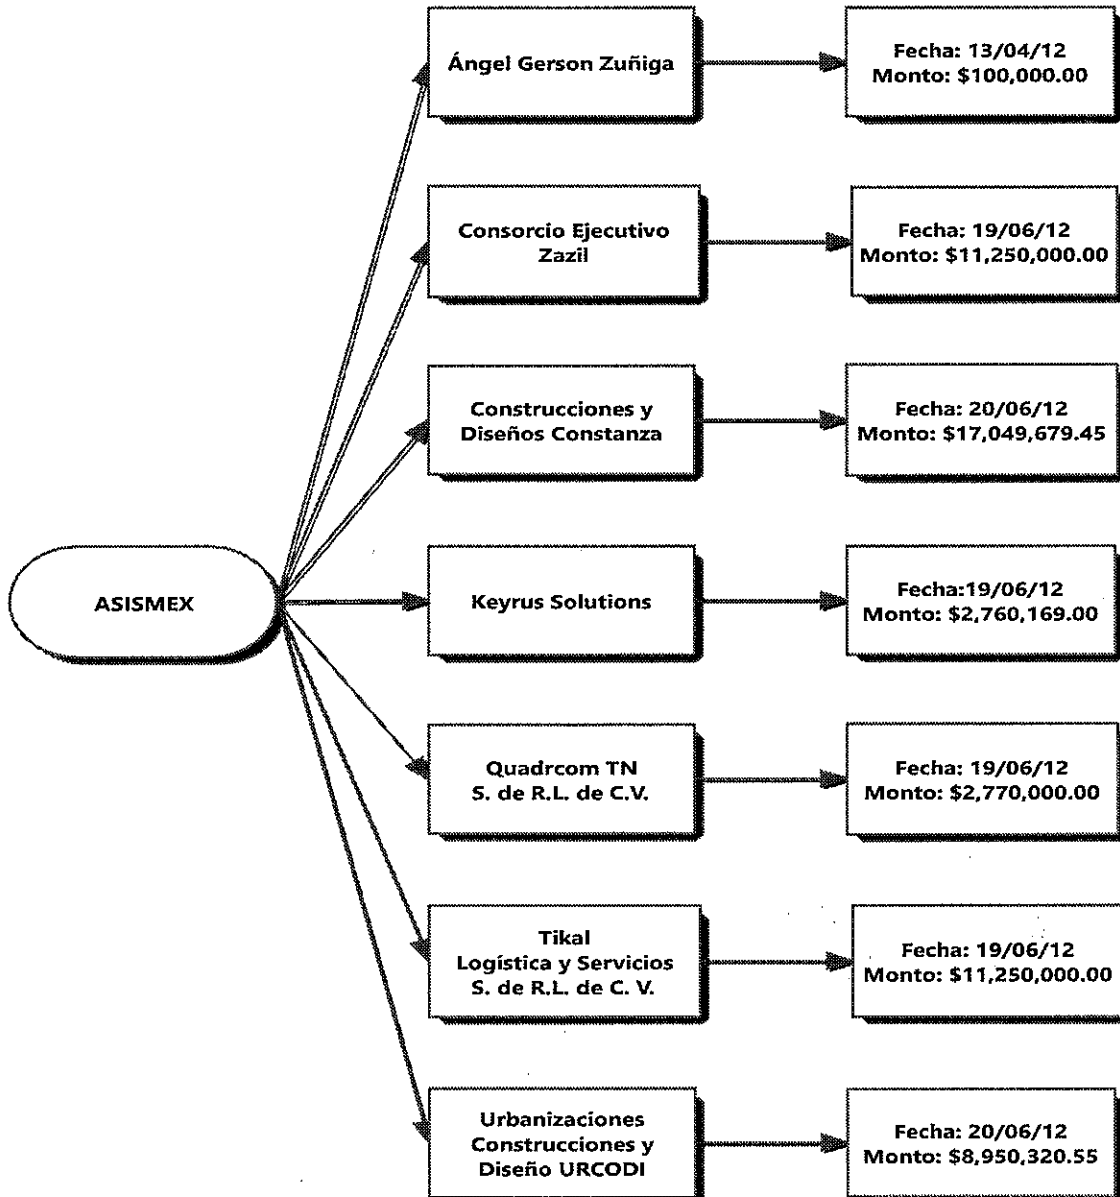 Ángel Gerson Zuñiga
Fecha: 13/04/12
Monto: $100,000.00
Consorcio Ejecutivo
Zazil
Fecha: 19/06/12
Monto: $11,250,000.00
Construcciones y
Diseños Constanza
Fecha: 20/06/12
Monto: $17,049,679.45
ASISMEX
Keyrus Solutions
Fecha:19/06/12
Monto: $2,760,169.00
Quadrcom TN
S. de R.L. de C.V.
Fecha: 19/06/12
Monto: $2,770,000.00
Tikal
Logística y Servicios
S. de R.L. de C. V.
Fecha: 19/06/12
Monto: $11,250,000.00
Urbanizaciones
Construcciones y
Diseño URCODI
Fecha: 20/06/12
Monto: $8,950,320.55